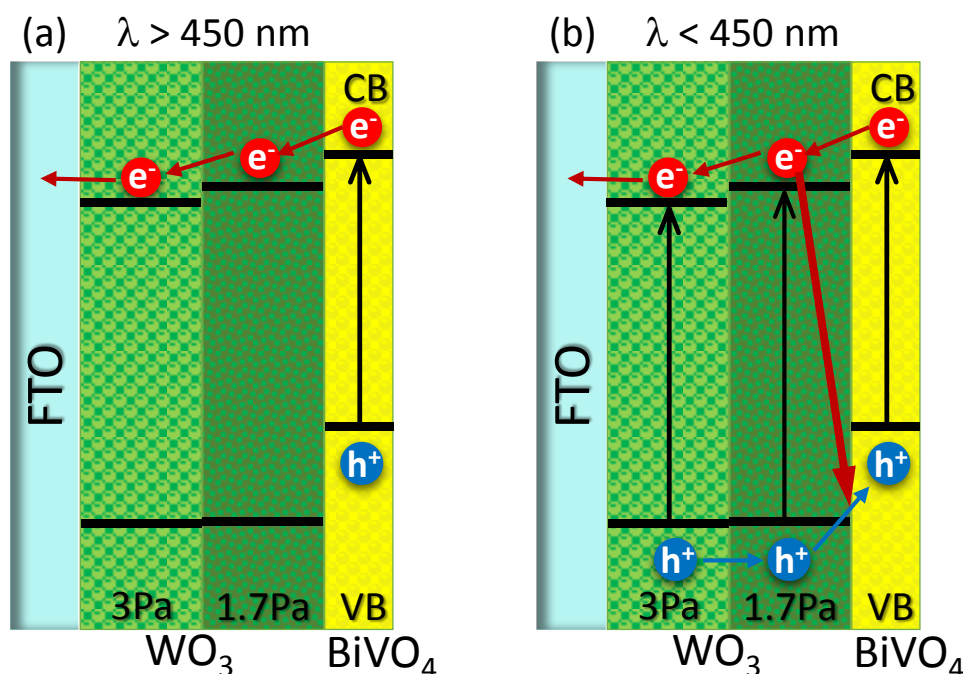 (a) λ > 450 nm
CB
e⁻ e⁻ e⁻
FTO
h⁺
3Pa 1.7Pa VB
WO₃ BiVO₄
(b) λ < 450 nm
CB
e⁻ e⁻ e⁻
FTO
h⁺
h⁺ h⁺
3Pa 1.7Pa VB
WO₃ BiVO₄